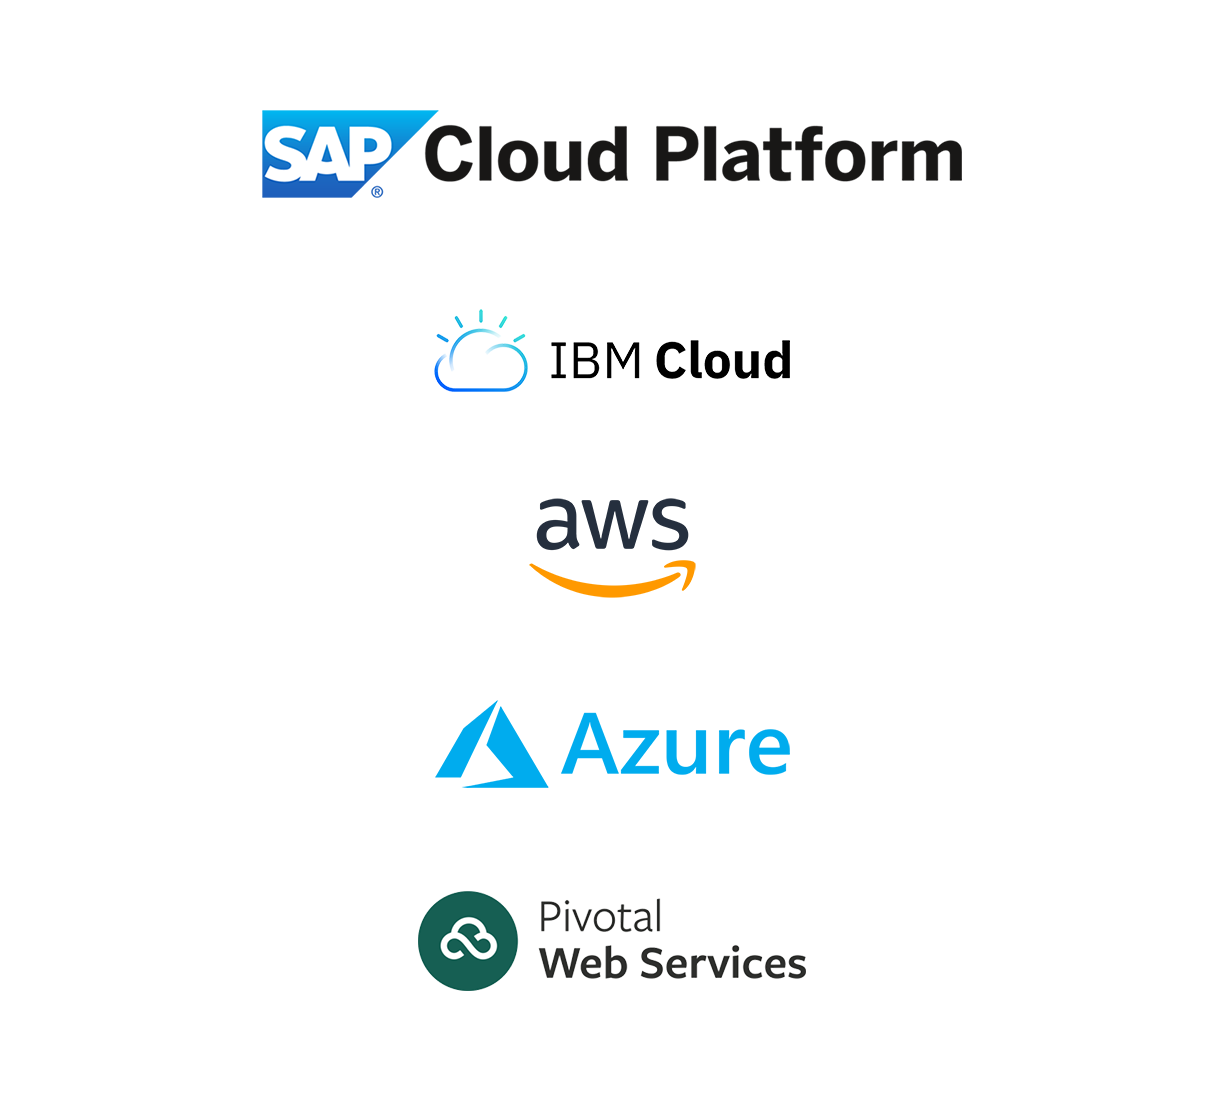 SAP® Cloud Platform
IBM Cloud
aws
Azure
Pivotal
Web Services